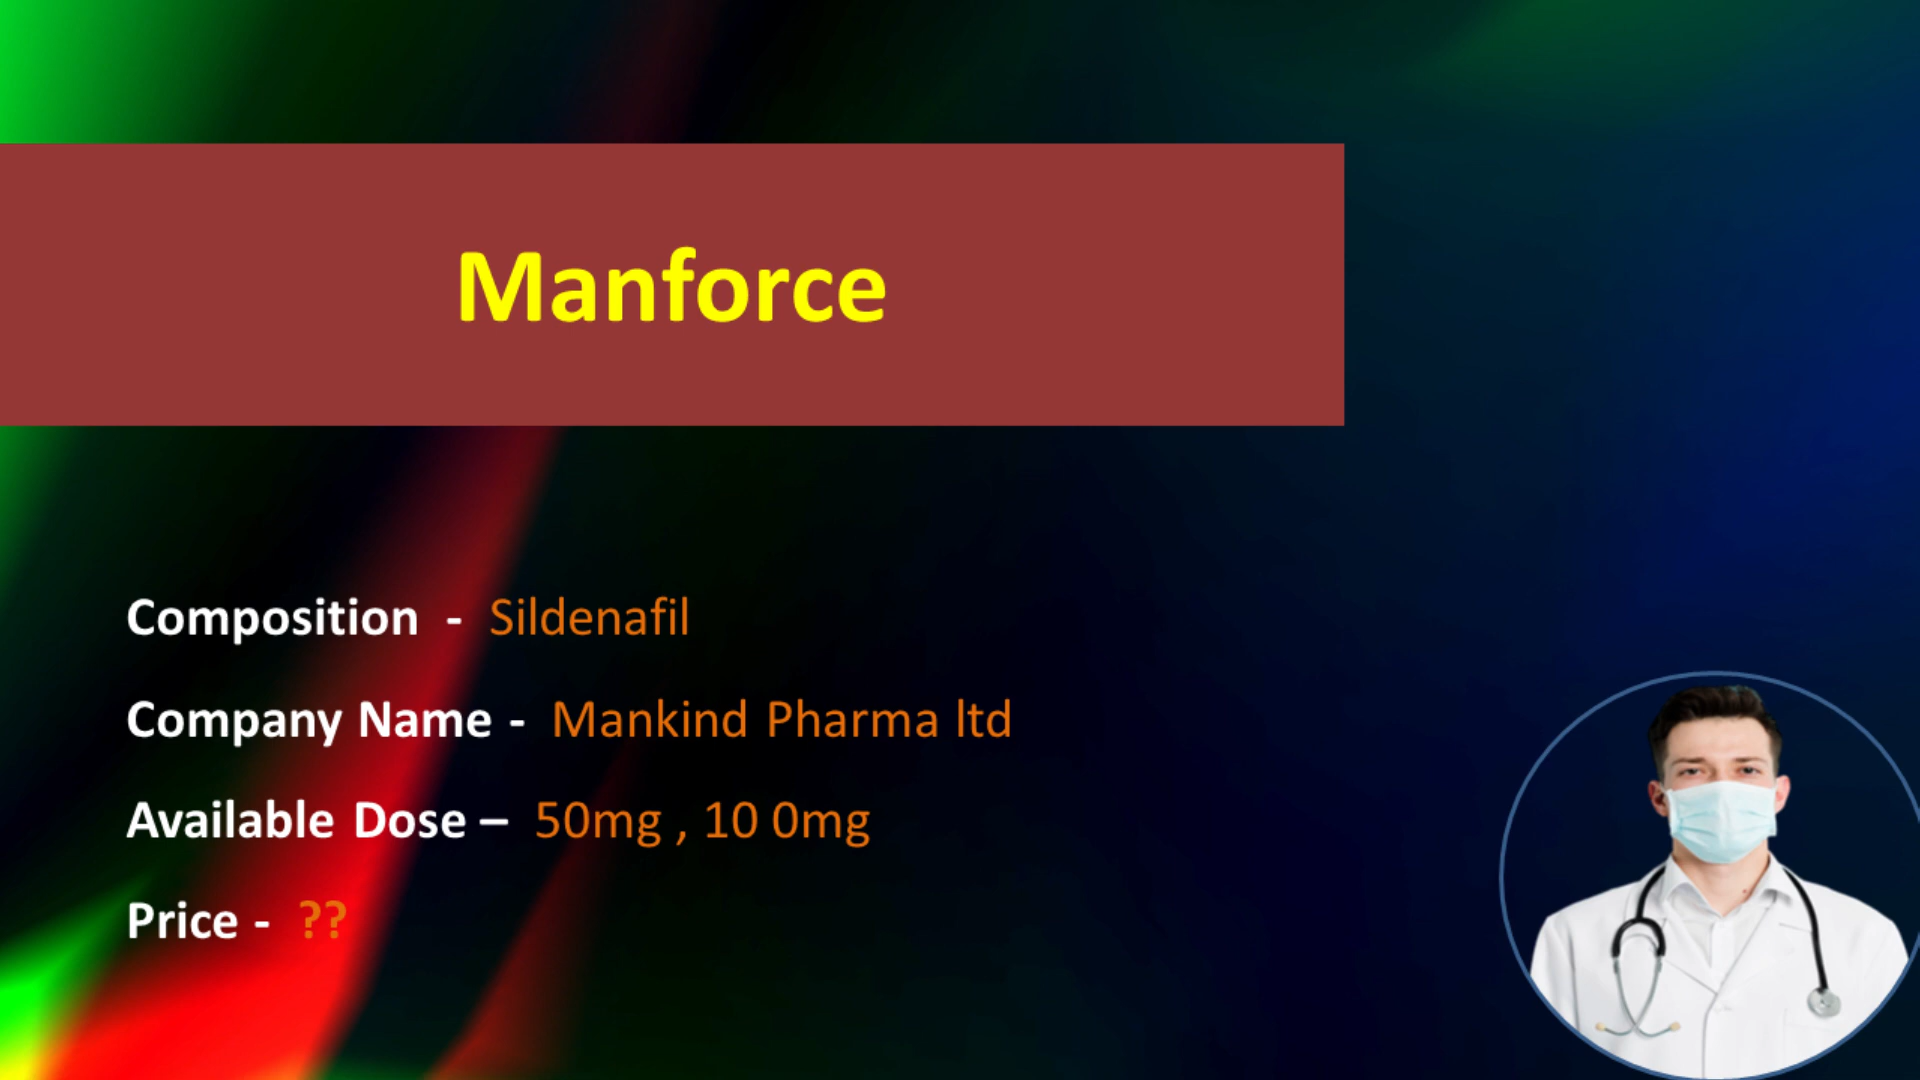 Manforce
Composition - Sildenafil
Company Name - Mankind Pharma ltd
Available Dose – 50mg , 10 0mg
Price - ??